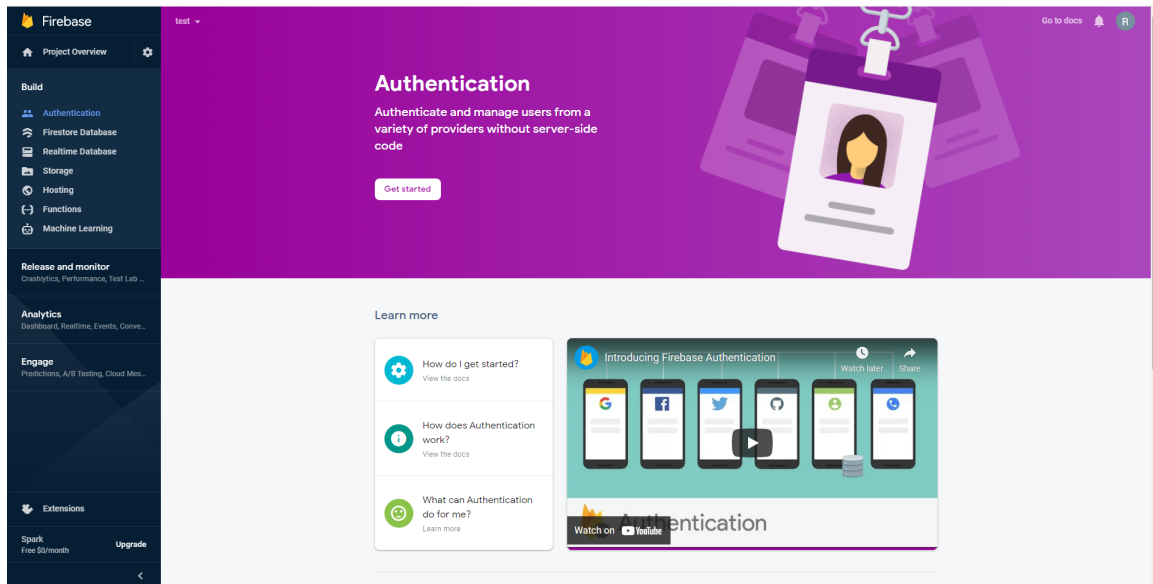 Firebase
Project Overview
Build
Authentication
Firestore Database
Realtime Database
Storage
Hosting
Functions
Machine Learning
Release and monitor
Crashlytics, Performance, Test Lab ...
Analytics
Dashboard, Realtime, Events, Conve...
Engage
Predictions, A/B Testing, Cloud Mes...
Extensions
Spark
Free $0/month
Upgrade
test
Go to docs
R
Authentication
Authenticate and manage users from a
variety of providers without server-side
code
Get started
Learn more
How do I get started?
View the docs
How does Authentication
work?
View the docs
What can Authentication
do for me?
Learn more
Introducing Firebase Authentication
Watch later
Share
G
f
Authentication
Watch on YouTube